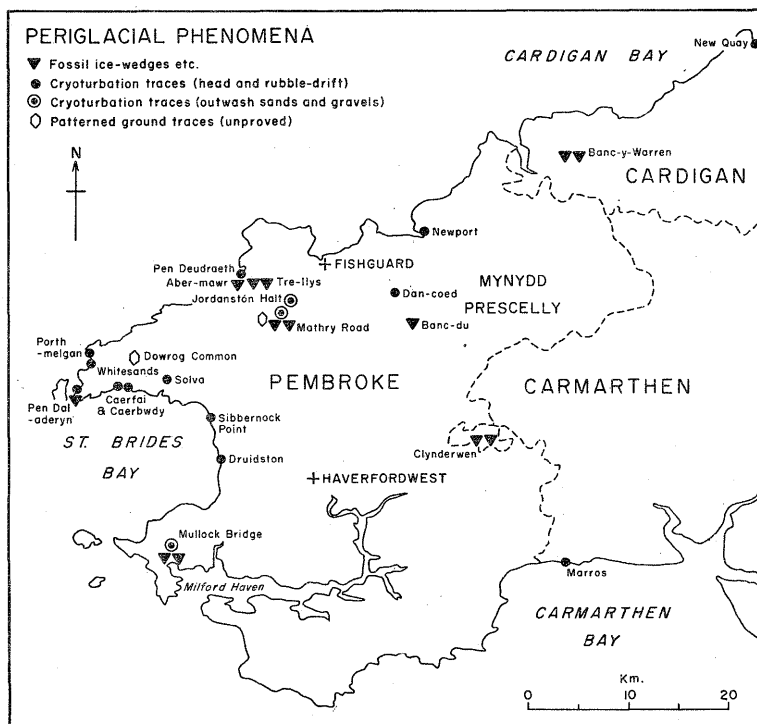 PERIGLACIAL PHENOMENA
Fossil ice-wedges etc.
Cryoturbation traces (head and rubble-drift)
Cryoturbation traces (outwash sands and gravels)
Patterned ground traces (unproved)
N
CARDIGAN BAY
New Quay
Banc-y-Warren
CARDIGAN
Newport
Pen Deudraeth
FISHGUARD
Aber-mawr
Tre-llys
Jordanston Halt
Dan-coed
MYNYDD
PRESCELLY
Mathry Road
Banc-du
Porth
-melgan
Dowrog Common
Whitesands
Solva
PEMBROKE
CARMARTHEN
Caerfai
& Caerbwdy
Pen Dal
-aderyn
Sibbernock
Point
ST. BRIDES
BAY
Clynderwen
Druidston
HAVERFORDWEST
Mullock Bridge
Milford Haven
Marros
CARMARTHEN
BAY
Km.
0 10 20